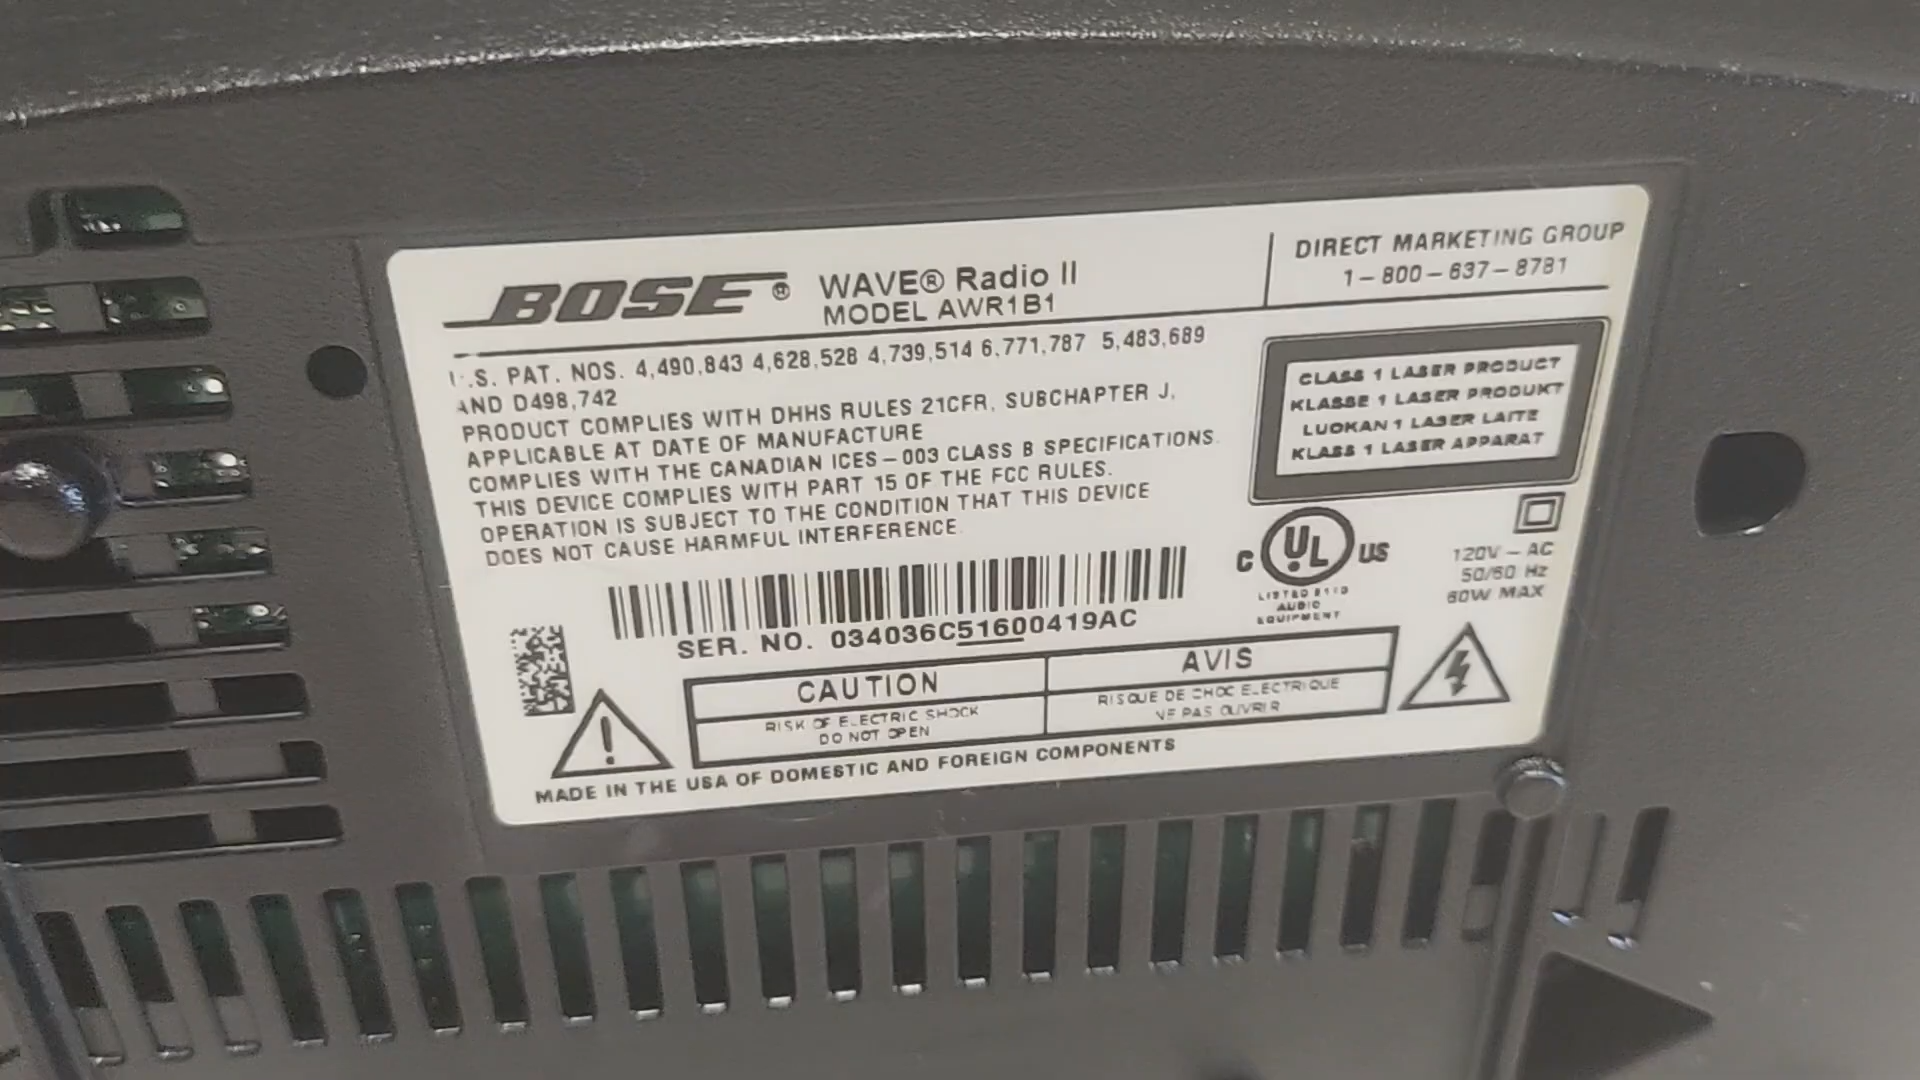 BOSE® WAVE® Radio II
MODEL AWR1B1
DIRECT MARKETING GROUP
1-800-637-8781
.S. PAT. NOS. 4,490,843 4,628,528 4,739,514 6,771,787 5,483,689
AND D498,742
PRODUCT COMPLIES WITH DHHS RULES 21CFR, SUBCHAPTER J,
APPLICABLE AT DATE OF MANUFACTURE
COMPLIES WITH THE CANADIAN ICES-003 CLASS B SPECIFICATIONS.
THIS DEVICE COMPLIES WITH PART 15 OF THE FCC RULES.
OPERATION IS SUBJECT TO THE CONDITION THAT THIS DEVICE
DOES NOT CAUSE HARMFUL INTERFERENCE.
CLASS 1 LASER PRODUCT
KLASSE 1 LASER PRODUKT
LUOKAN 1 LASER LAITE
KLASS 1 LASER APPARAT
C UL US
LISTED
AUDIO
EQUIPMENT
120V - AC
50/60 Hz
60W MAX
SER. NO. 034036C51600419AC
CAUTION
RISK OF ELECTRIC SHOCK
DO NOT OPEN
AVIS
RISQUE DE CHOC ELECTRIQUE
NE PAS OUVRIR
MADE IN THE USA OF DOMESTIC AND FOREIGN COMPONENTS